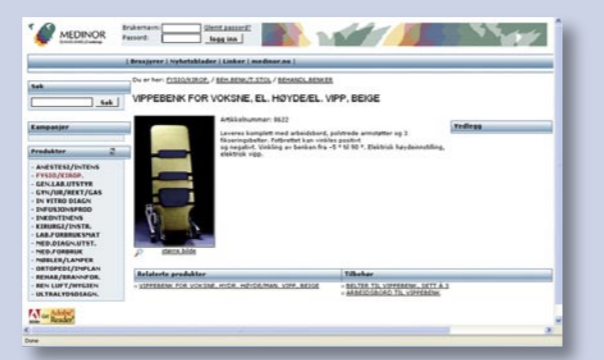 MEDINOR
Brukernavn:
Glemt passord?
Passord:
logg inn
| Brosjyrer | Nyhetsblader | Linker | medinor.no |
Søk
Søk
Kampanjer
Produkter
- ANESTESI/INTENS
- FYSIO/KIROP.
- GEN.LAB.UTSTYR
- GYN/UR/REKT/GAS
- IN VITRO DIAGN
- INFUSJONSPROD
- INKONTINENS
- KIRURGI/INSTR.
- LAB.FORBRUKSMAT
- MED.DIAGN.UTST.
- MED.FORBRUK
- MØBLER/LAMPER
- ORTOPEDI/IMPLAN
- REHAB/BRANNFOR.
- REN LUFT/HYGIEN
- ULTRALYDSDIAGN.
Adobe Reader
Du er her: FYSIO/KIROP. / BEH.BENK/T.STOL / BEHANDL.BENKER
VIPPEBENK FOR VOKSNE, EL. HØYDE/EL. VIPP, BEIGE
Artikkelnummer: 8622
Leveres komplett med arbeidsbord, polstrede armstøtter og 3
fikseringsbelter. Fotbrettet kan vinkles positivt
og negativt. Vinkling av benken fra -5 ° til 90 °. Elektrisk høydeinnstilling,
elektrisk vipp.
større bilde
Vedlegg
Relaterte produkter
- VIPPEBENK FOR VOKSNE, HYDR. HØYDE/MAN. VIPP, BEIGE
Tilbehør
- BELTER TIL VIPPEBENK, SETT Á 3
- ARBEIDSBORD TIL VIPPEBENK
Done